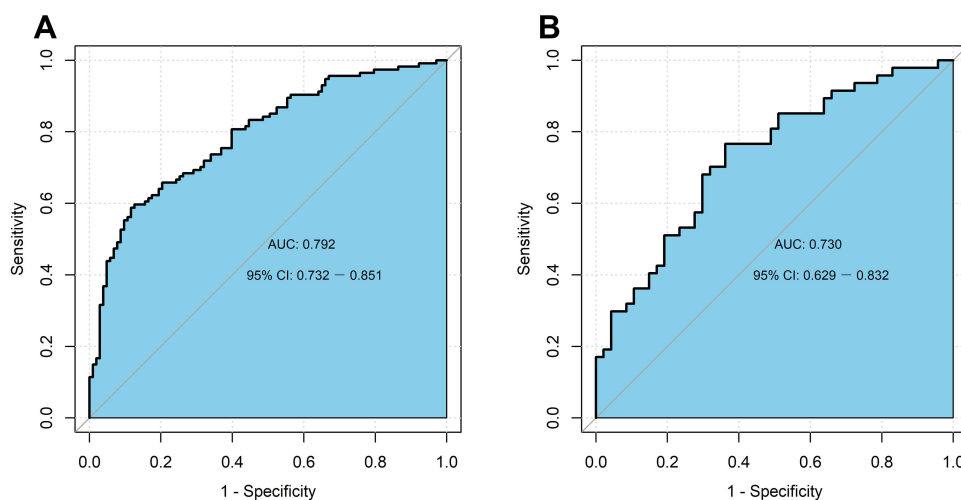 A
1.0
0.8
0.6
0.4
0.2
0.0
Sensitivity
AUC: 0.792
95% CI: 0.732 — 0.851
0.0 0.2 0.4 0.6 0.8 1.0
1 - Specificity
B
1.0
0.8
0.6
0.4
0.2
0.0
Sensitivity
AUC: 0.730
95% CI: 0.629 — 0.832
0.0 0.2 0.4 0.6 0.8 1.0
1 - Specificity